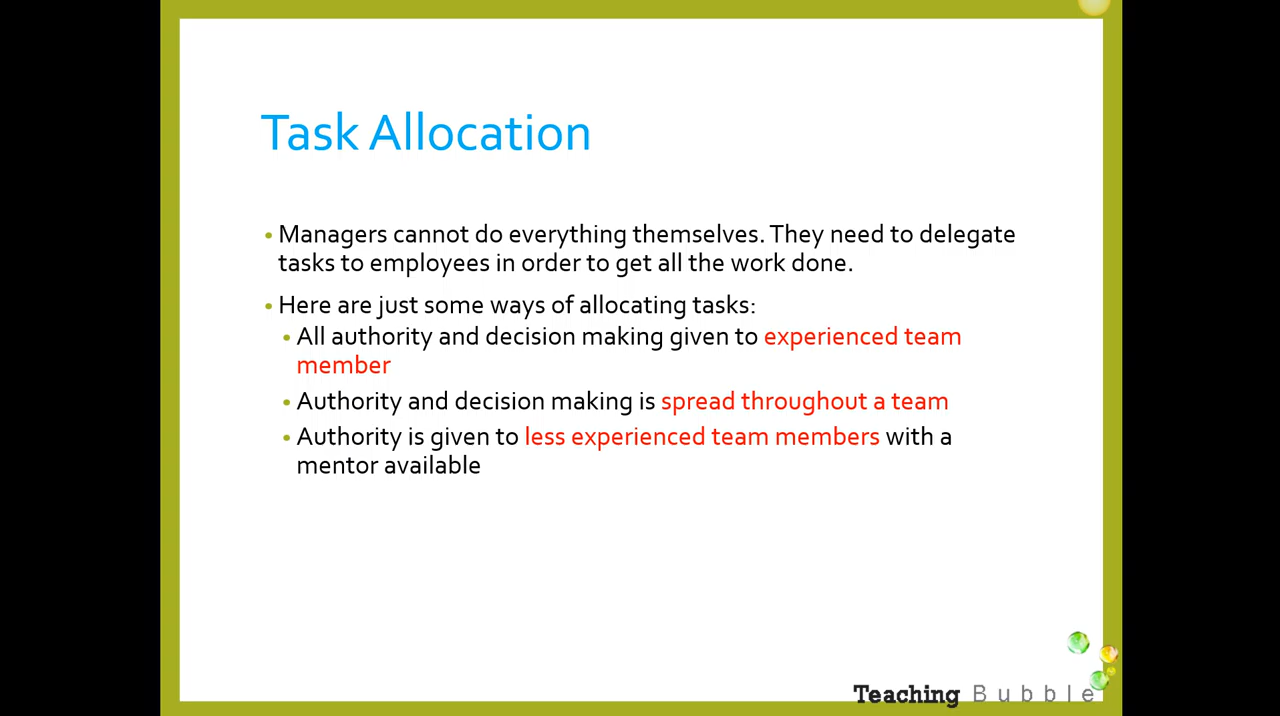 Task Allocation
• Managers cannot do everything themselves. They need to delegate
tasks to employees in order to get all the work done.
• Here are just some ways of allocating tasks:
• All authority and decision making given to experienced team
member
• Authority and decision making is spread throughout a team
• Authority is given to less experienced team members with a
mentor available
Teaching Bubble